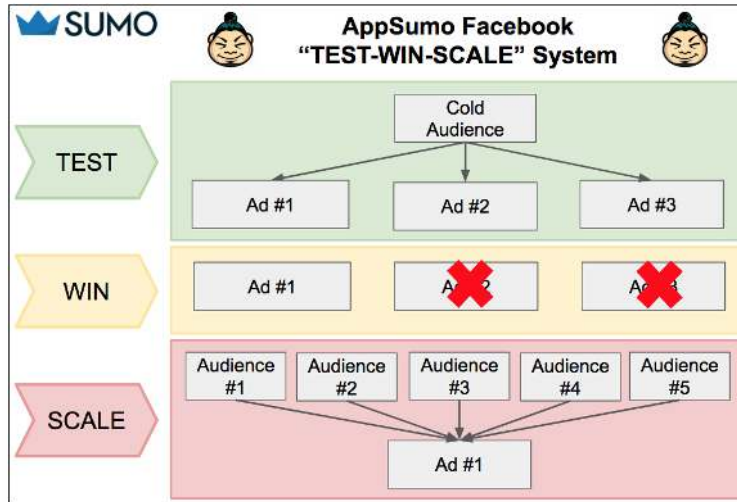 SUMO
AppSumo Facebook
“TEST-WIN-SCALE” System
TEST
Cold
Audience
Ad #1
Ad #2
Ad #3
WIN
Ad #1
SCALE
Audience
#1
Audience
#2
Audience
#3
Audience
#4
Audience
#5
Ad #1